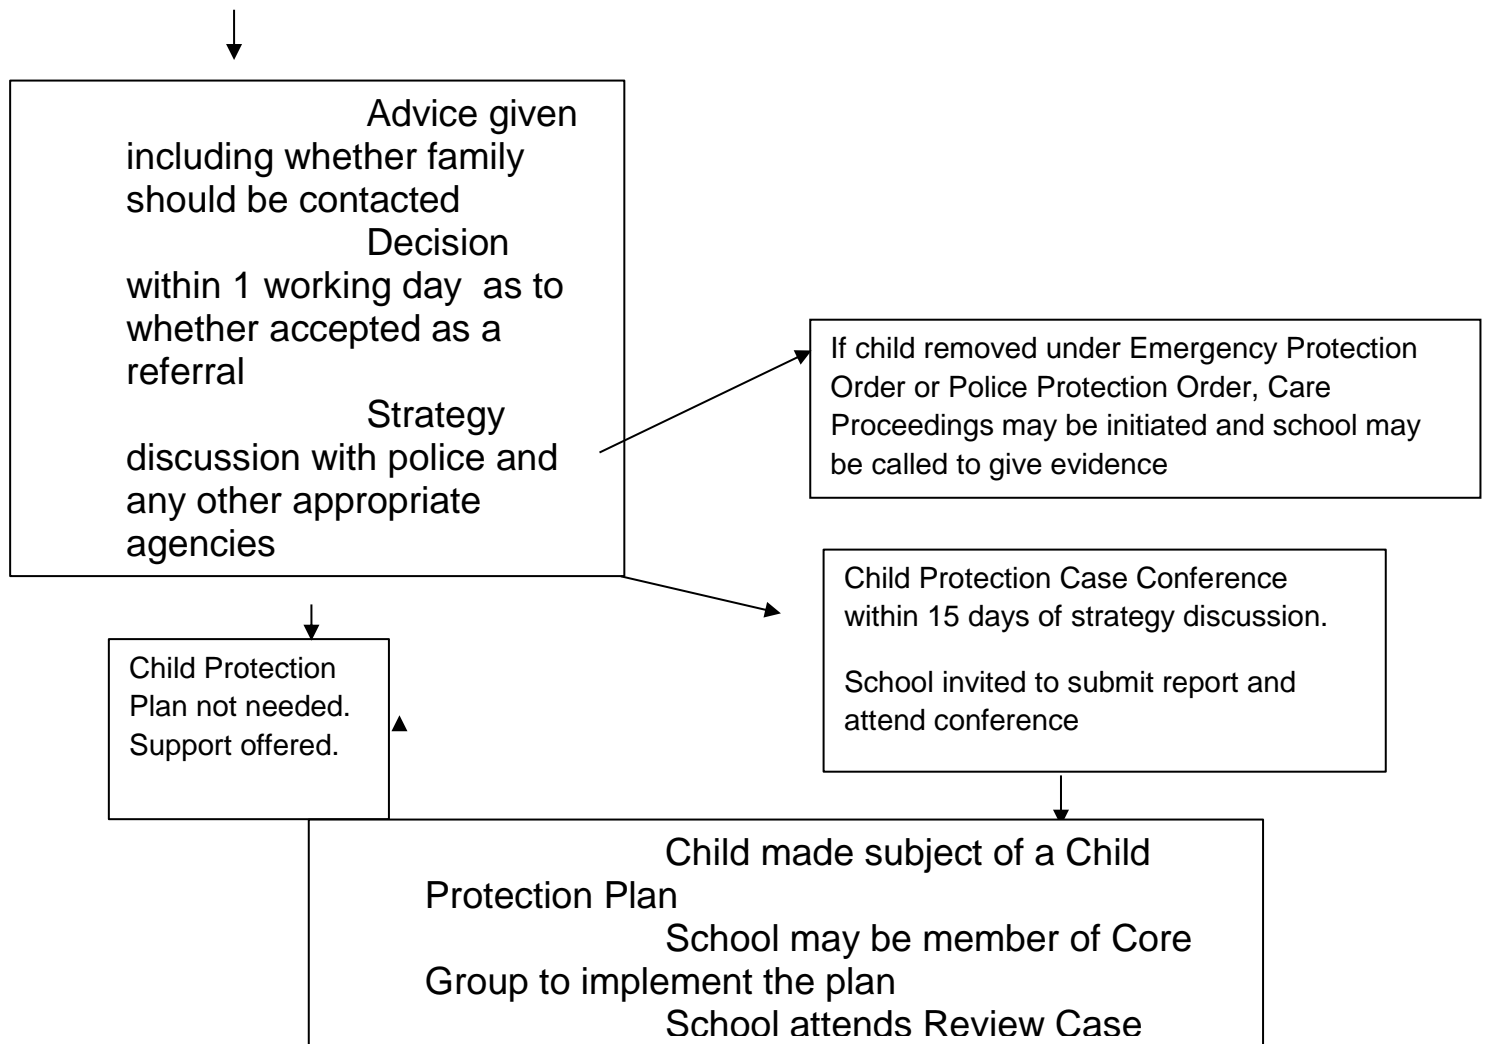 Advice given
including whether family
should be contacted
Decision
within 1 working day  as to
whether accepted as a
referral
Strategy
discussion with police and
any other appropriate
agencies
If child removed under Emergency Protection
Order or Police Protection Order, Care
Proceedings may be initiated and school may
be called to give evidence
Child Protection Case Conference
within 15 days of strategy discussion.
School invited to submit report and
attend conference
Child Protection
Plan not needed.
Support offered.
Child made subject of a Child
Protection Plan
School may be member of Core
Group to implement the plan
School attends Review Case